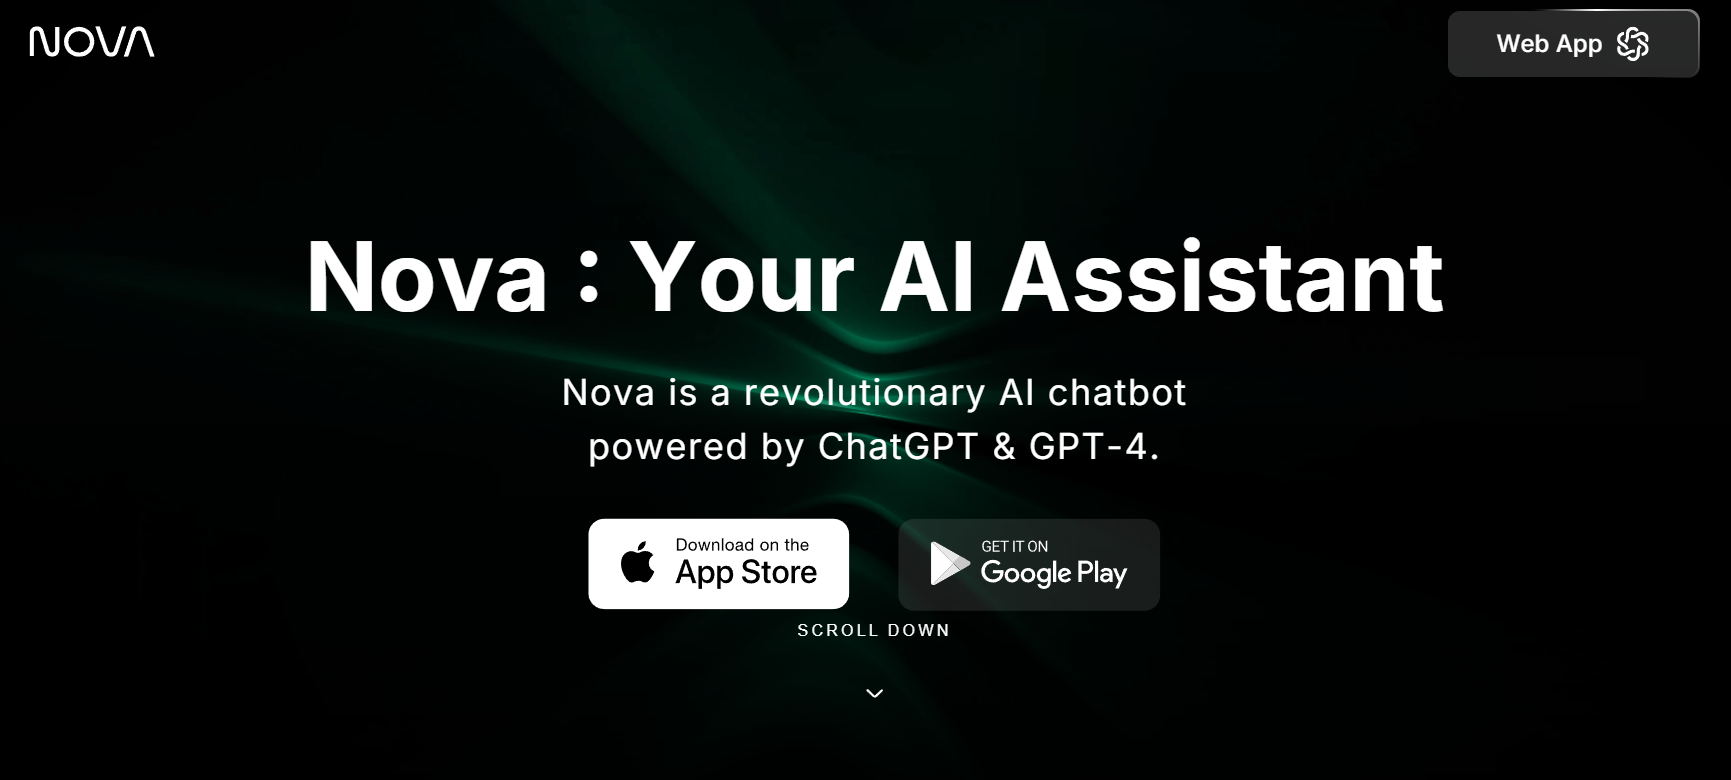 NOVA
Web App
Nova : Your AI Assistant
Nova is a revolutionary AI chatbot
powered by ChatGPT & GPT-4.
Download on the
App Store
GET IT ON
Google Play
SCROLL DOWN